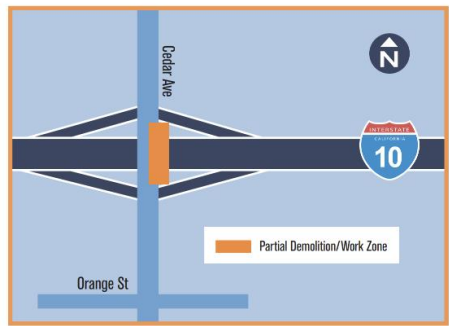 Cedar Ave
N
INTERSTATE
CALIFORNIA
10
Partial Demolition/Work Zone
Orange St